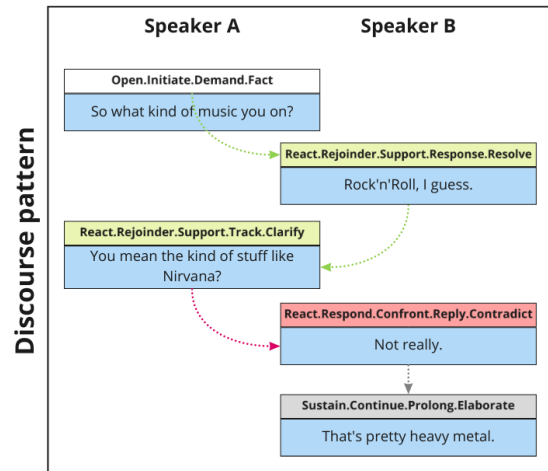 Speaker A
Speaker B
Discourse pattern
Open.Initiate.Demand.Fact
So what kind of music you on?
React.Rejoinder.Support.Response.Resolve
Rock'n'Roll, I guess.
React.Rejoinder.Support.Track.Clarify
You mean the kind of stuff like
Nirvana?
React.Respond.Confront.Reply.Contradict
Not really.
Sustain.Continue.Prolong.Elaborate
That's pretty heavy metal.